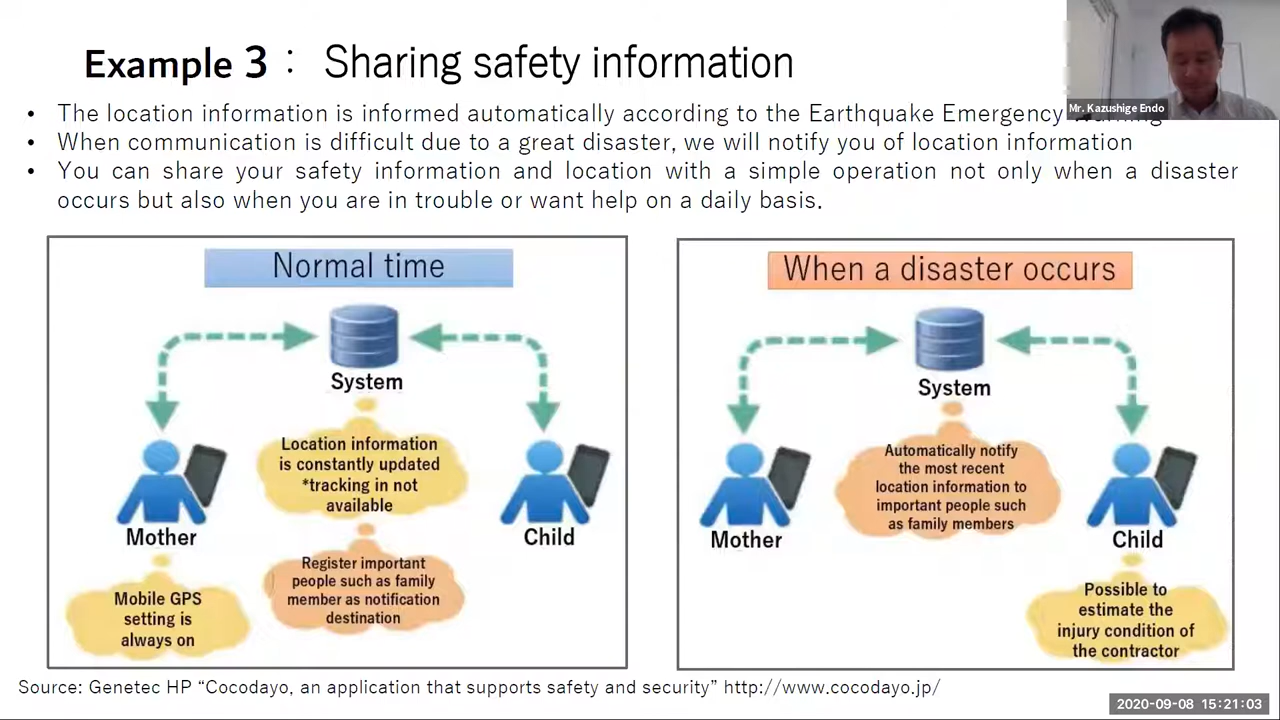 Example 3 : Sharing safety information
Mr. Kazushige Endo
• The location information is informed automatically according to the Earthquake Emergency
• When communication is difficult due to a great disaster, we will notify you of location information
• You can share your safety information and location with a simple operation not only when a disaster
occurs but also when you are in trouble or want help on a daily basis.
Normal time
System
Location information
is constantly updated
*tracking in not
available
Mother
Child
Register important
people such as family
member as notification
destination
Mobile GPS
setting is
always on
When a disaster occurs
System
Automatically notify
the most recent
location information to
important people such
as family members
Mother
Child
Possible to
estimate the
injury condition of
the contractor
Source: Genetec HP “Cocodayo, an application that supports safety and security” http://www.cocodayo.jp/
2020-09-08 15:21:03